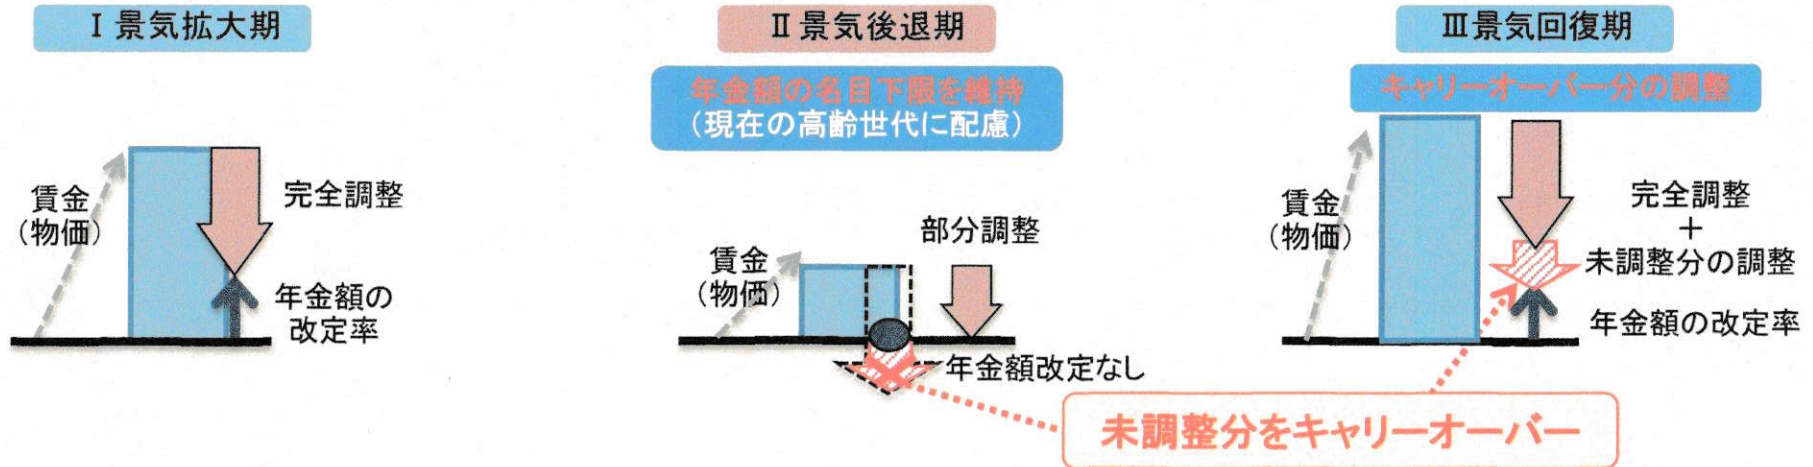 Ⅰ 景気拡大期
賃金
(物価)
完全調整
年金額の
改定率
Ⅱ 景気後退期
年金額の名目下限を維持
(現在の高齢世代に配慮)
賃金
(物価)
部分調整
年金額改定なし
Ⅲ景気回復期
キャリーオーバー分の調整
賃金
(物価)
完全調整
+
未調整分の調整
年金額の改定率
未調整分をキャリーオーバー